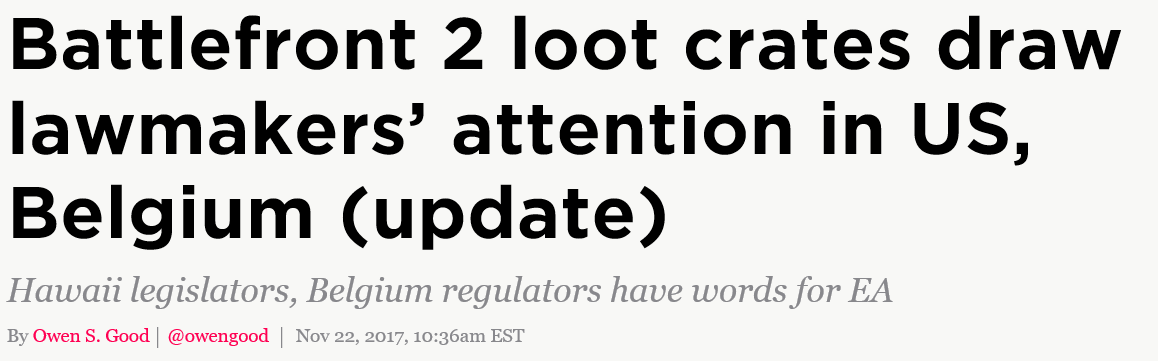 Battlefront 2 loot crates draw
lawmakers’ attention in US,
Belgium (update)
Hawaii legislators, Belgium regulators have words for EA
By Owen S. Good | @owengood | Nov 22, 2017, 10:36am EST